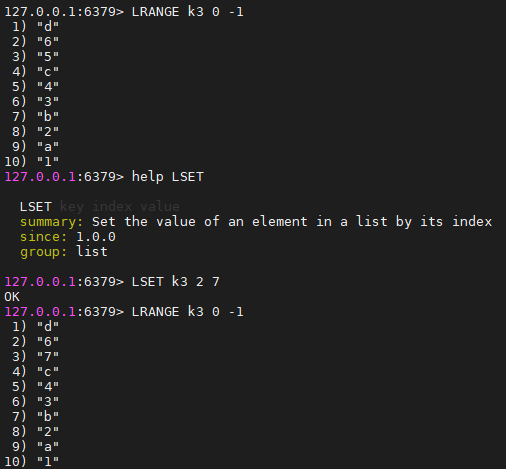 127.0.0.1:6379> LRANGE k3 0 -1
1) "d"
2) "6"
3) "5"
4) "c"
5) "4"
6) "3"
7) "b"
8) "2"
9) "a"
10) "1"
127.0.0.1:6379> help LSET
LSET key index value
summary: Set the value of an element in a list by its index
since: 1.0.0
group: list
127.0.0.1:6379> LSET k3 2 7
OK
127.0.0.1:6379> LRANGE k3 0 -1
1) "d"
2) "6"
3) "7"
4) "c"
5) "4"
6) "3"
7) "b"
8) "2"
9) "a"
10) "1"